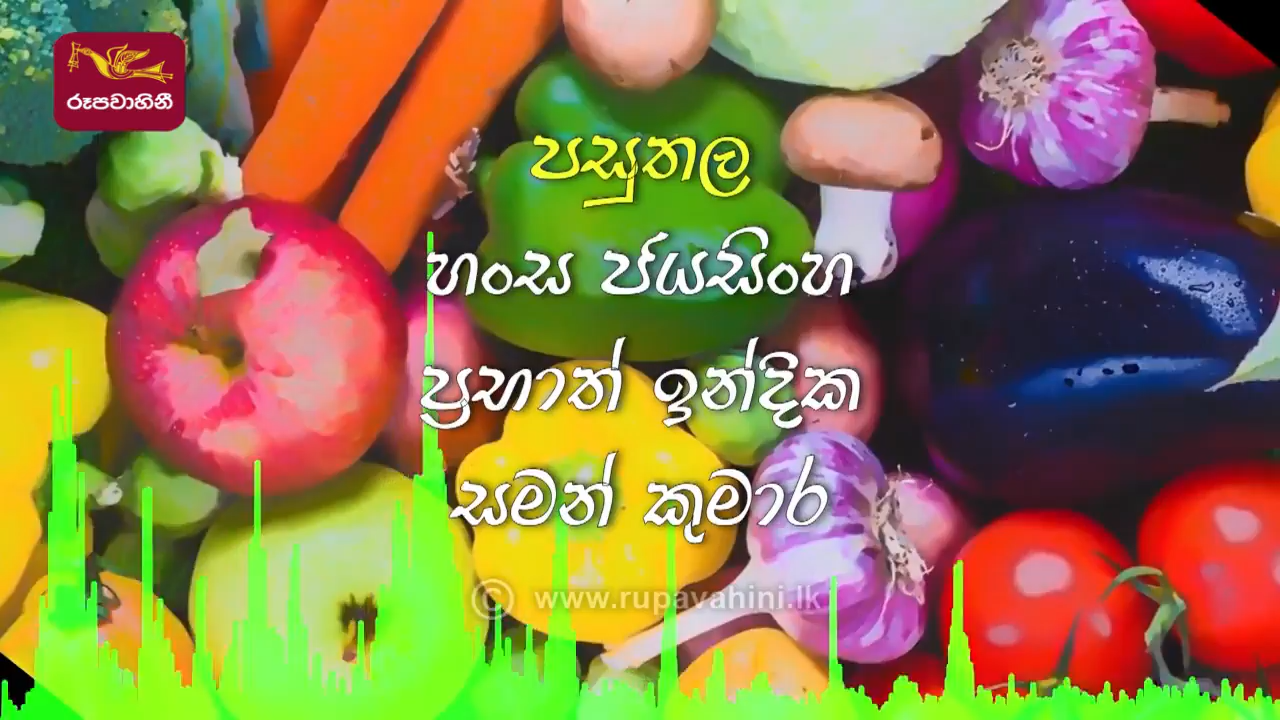 රූපවාහිනී
පසුතල
හංස ජයසිංහ
ප්‍රභාත් ඉන්දික
සමන් කුමාර
© www.rupavahini.lk